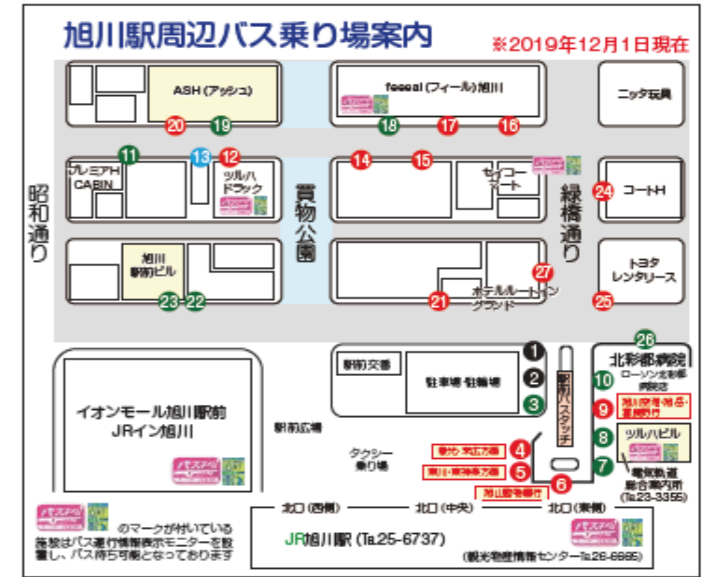 旭川駅周辺バス乗り場案内
※2019年12月1日現在
ASH (アッシュ)
feeeal (フィール)旭川
ニッタ玩具
20
19
18
17
16
11
13
12
14
15
プレミアH
CABIN
ツルハ
ドラック
セイコー
マート
24
コートH
昭和通り
買物公園
緑橋通り
旭川
駅前ビル
トヨタ
レンタリース
27
23
22
21
ホテルルートイン
グランド
25
26
1
北彩都病院
ローソン北彩都
病院店
駅前交番
駐車場・駐輪場
2
駅前バスタッチ
10
3
9
イオンモール旭川駅前
JRイン旭川
駅前広場
8
ツルハビル
タクシー
乗り場
4
5
7
電気軌道
総合案内所
(℡23-3355)
6
北口(西側)
北口(中央)
北口(東側)
のマークが付いている
施設はバス運行情報表示モニターを設
置し、バス待ち可能となっております
JR旭川駅 (℡25-6737)
(観光物産情報センター℡26-6665)